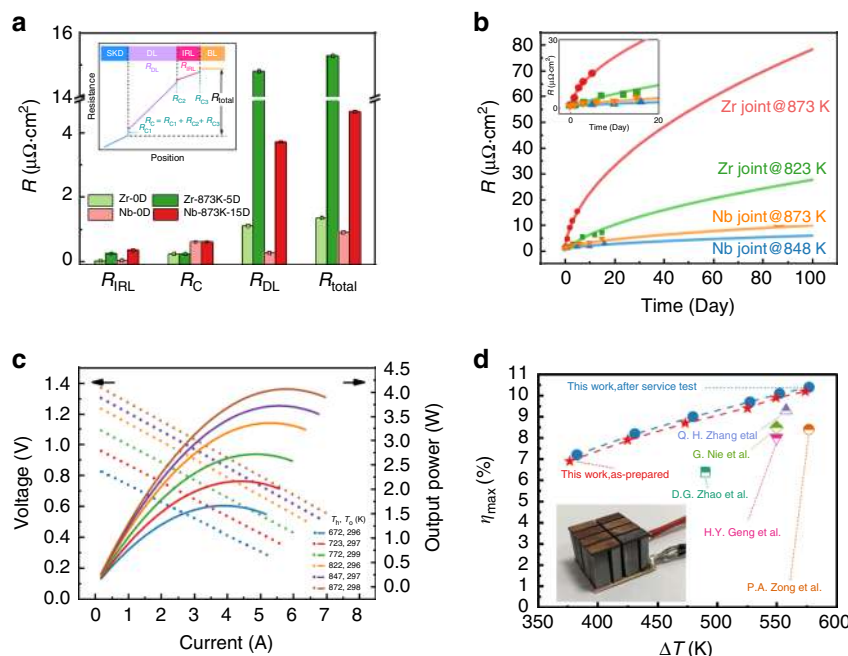 a
16
14
4
2
0
R (μΩ·cm²)
SKD DL IRL BL
R_DL R_IRL
R_C2 R_C3 R_total
R_C = R_C1 + R_C2 + R_C3
R_C1
Resistance
Position
Zr-0D Zr-873K-5D
Nb-0D Nb-873K-15D
R_IRL R_C R_DL R_total
b
80
70
60
50
40
30
20
10
0
R (μΩ·cm²)
30
0
R (μΩ·cm²)
0 20
Time (Day)
Zr joint@873 K
Zr joint@823 K
Nb joint@873 K
Nb joint@848 K
0 20 40 60 80 100
Time (Day)
c
1.4
1.2
1.0
0.8
0.6
0.4
0.2
0.0
Voltage (V)
4.5
4.0
3.5
3.0
2.5
2.0
1.5
1.0
0.5
0.0
Output power (W)
T_h, T_c (K)
672, 296
723, 297
772, 299
822, 296
847, 297
872, 298
0 1 2 3 4 5 6 7 8
Current (A)
d
11
10
9
8
7
6
5
4
3
2
1
0
η_max (%)
This work,after service test
Q. H. Zhang etal
G. Nie et al.
This work,as-prepared
D.G. Zhao et al.
H.Y. Geng et al.
P.A. Zong et al.
350 400 450 500 550 600
ΔT (K)